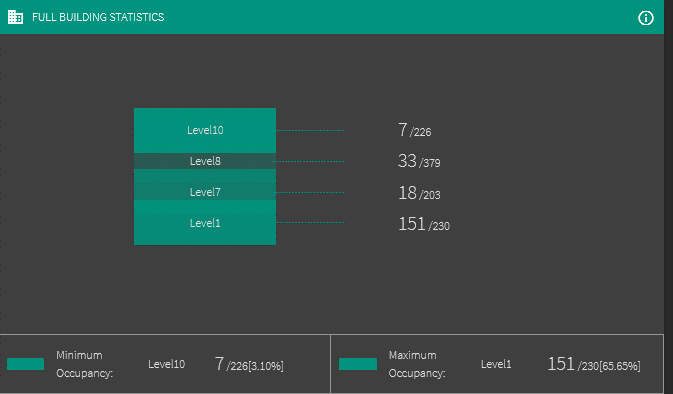 FULL BUILDING STATISTICS
Level10 7/226
Level8 33/379
Level7 18/203
Level1 151/230
Minimum Occupancy: Level10 7/226[3.10%]
Maximum Occupancy: Level1 151/230[65.65%]